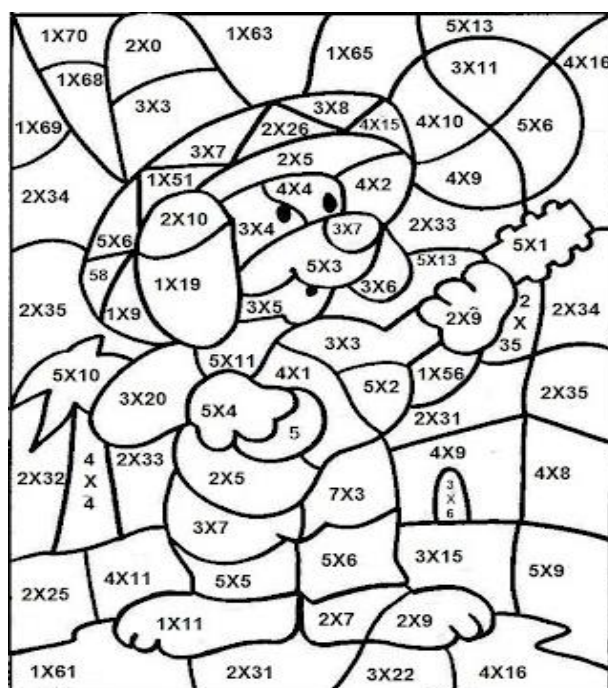 1X70
2X0
1X63
5X13
1X65
3X11
4X16
1X68
3X3
3X8
4X15
4X10
5X6
1X69
2X26
3X7
2X5
4X9
2X34
1X51
4X4
4X2
2X10
3X4
3X7
2X33
5X1
5X6
58
5X3
5X13
1X19
3X6
2X35
1X9
3X5
2X9
2
X
35
2X34
3X3
5X11
4X1
5X2
1X56
5X10
3X20
5X4
5
2X31
2X35
2X32
4
X
4
2X33
2X5
4X9
4X8
7X3
3
X
6
3X7
5X6
3X15
5X5
4X11
5X9
2X25
1X11
2X7
2X9
1X61
2X31
3X22
4X16